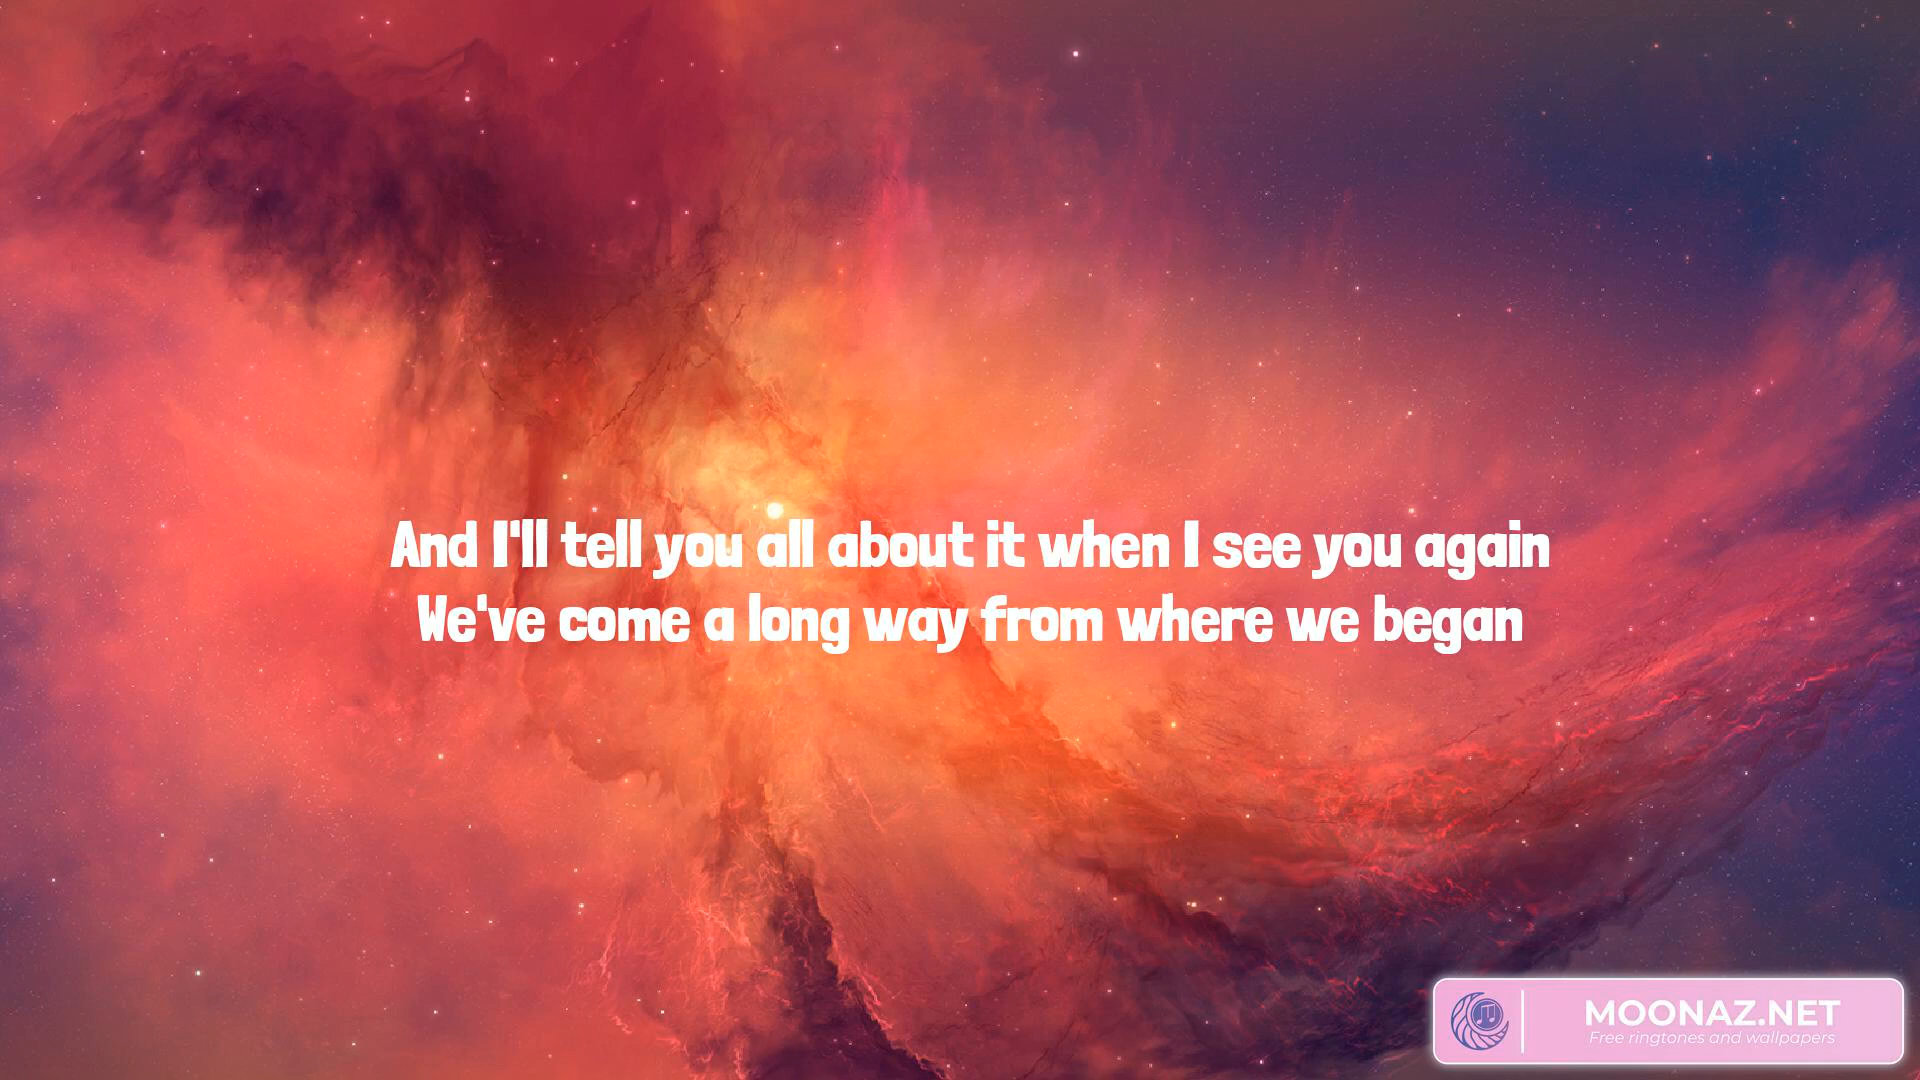 And I'll tell you all about it when I see you again
We've come a long way from where we began
MOONAZ.NET
Free ringtones and wallpapers